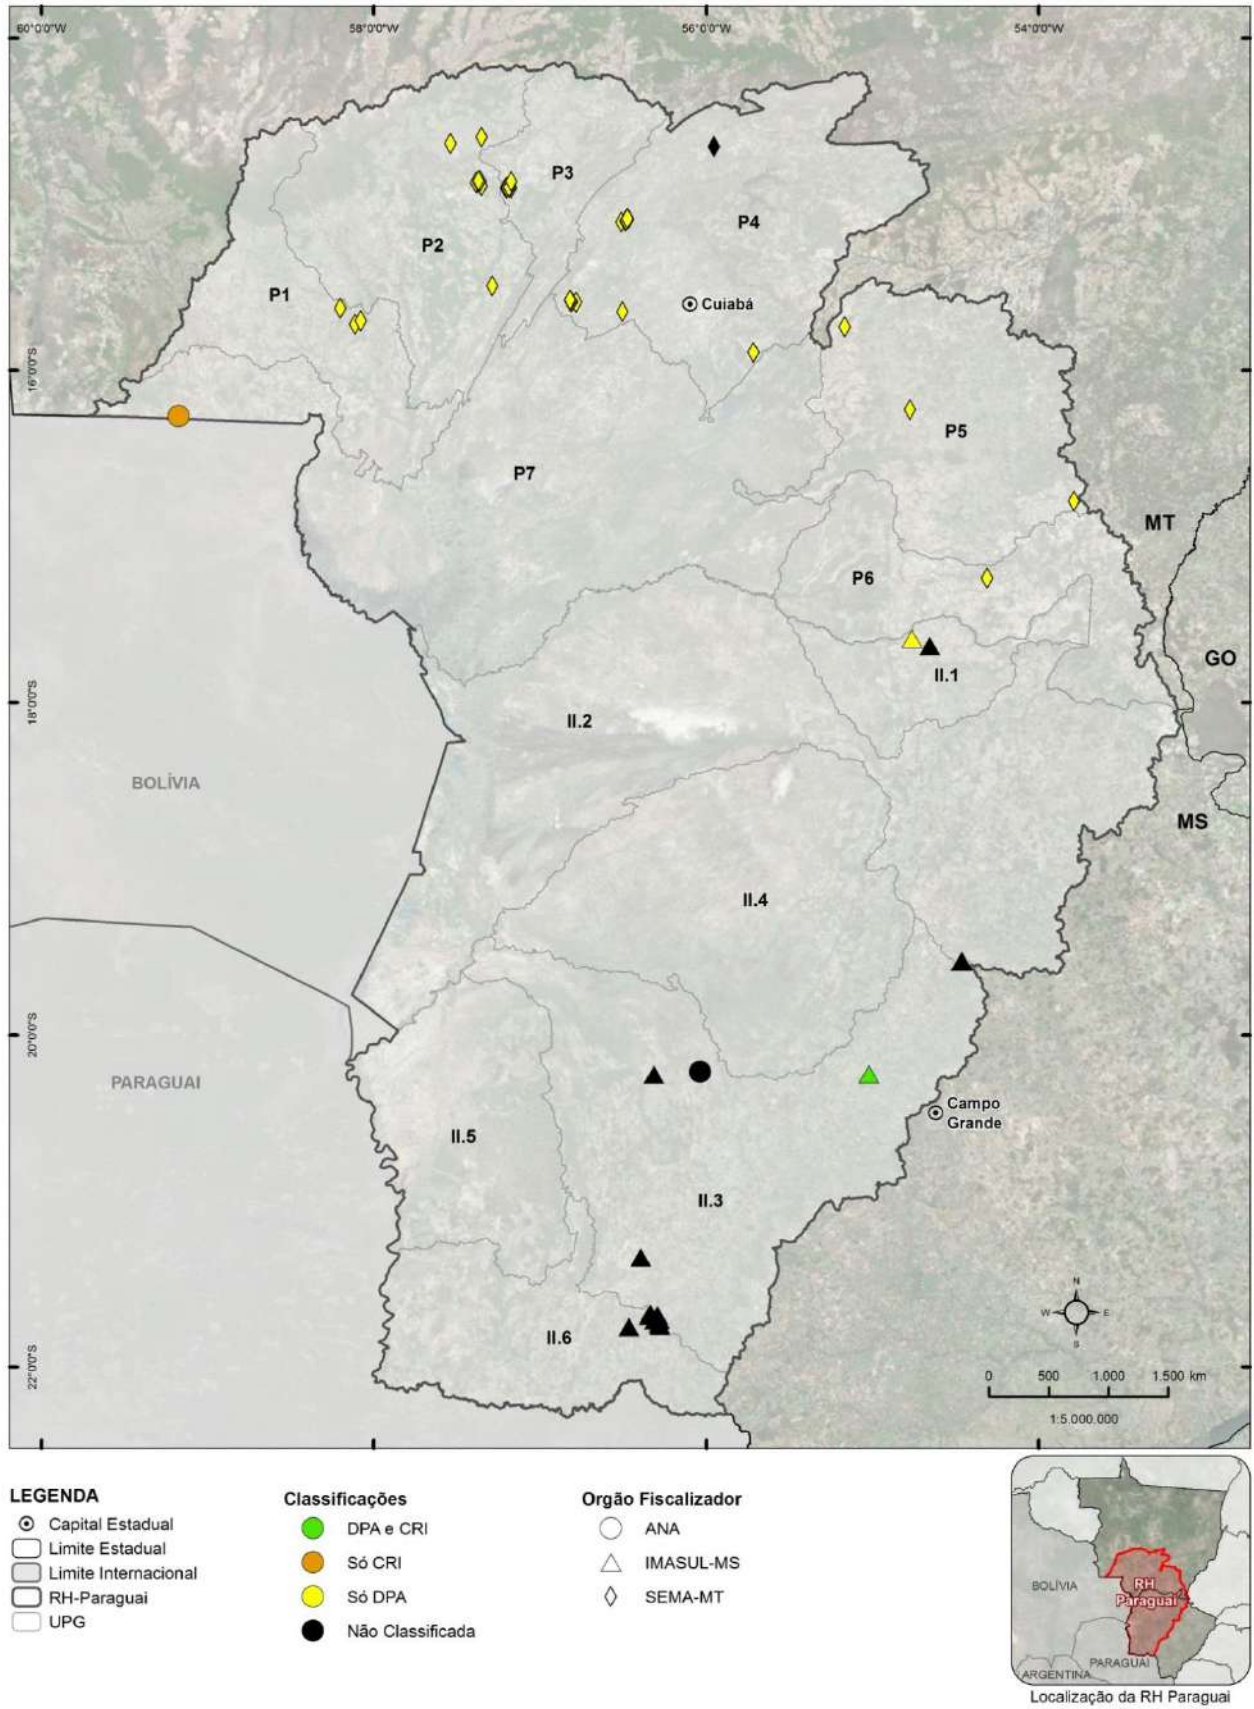 60°0'0"W
58°0'0"W
56°0'0"W
54°0'0"W
P3
P4
P2
P1
Cuiabá
16°0'0"S
P5
P7
MT
P6
GO
II.1
18°0'0"S
II.2
BOLÍVIA
MS
II.4
20°0'0"S
PARAGUAI
Campo
Grande
II.5
II.3
N
W
E
S
II.6
22°0'0"S
0 500 1.000 1.500 km
1:5.000.000
LEGENDA
Capital Estadual
Limite Estadual
Limite Internacional
RH-Paraguai
UPG
Classificações
DPA e CRI
Só CRI
Só DPA
Não Classificada
Orgão Fiscalizador
ANA
IMASUL-MS
SEMA-MT
BOLÍVIA
RH
Paraguai
PARAGUAI
ARGENTINA
Localização da RH Paraguai